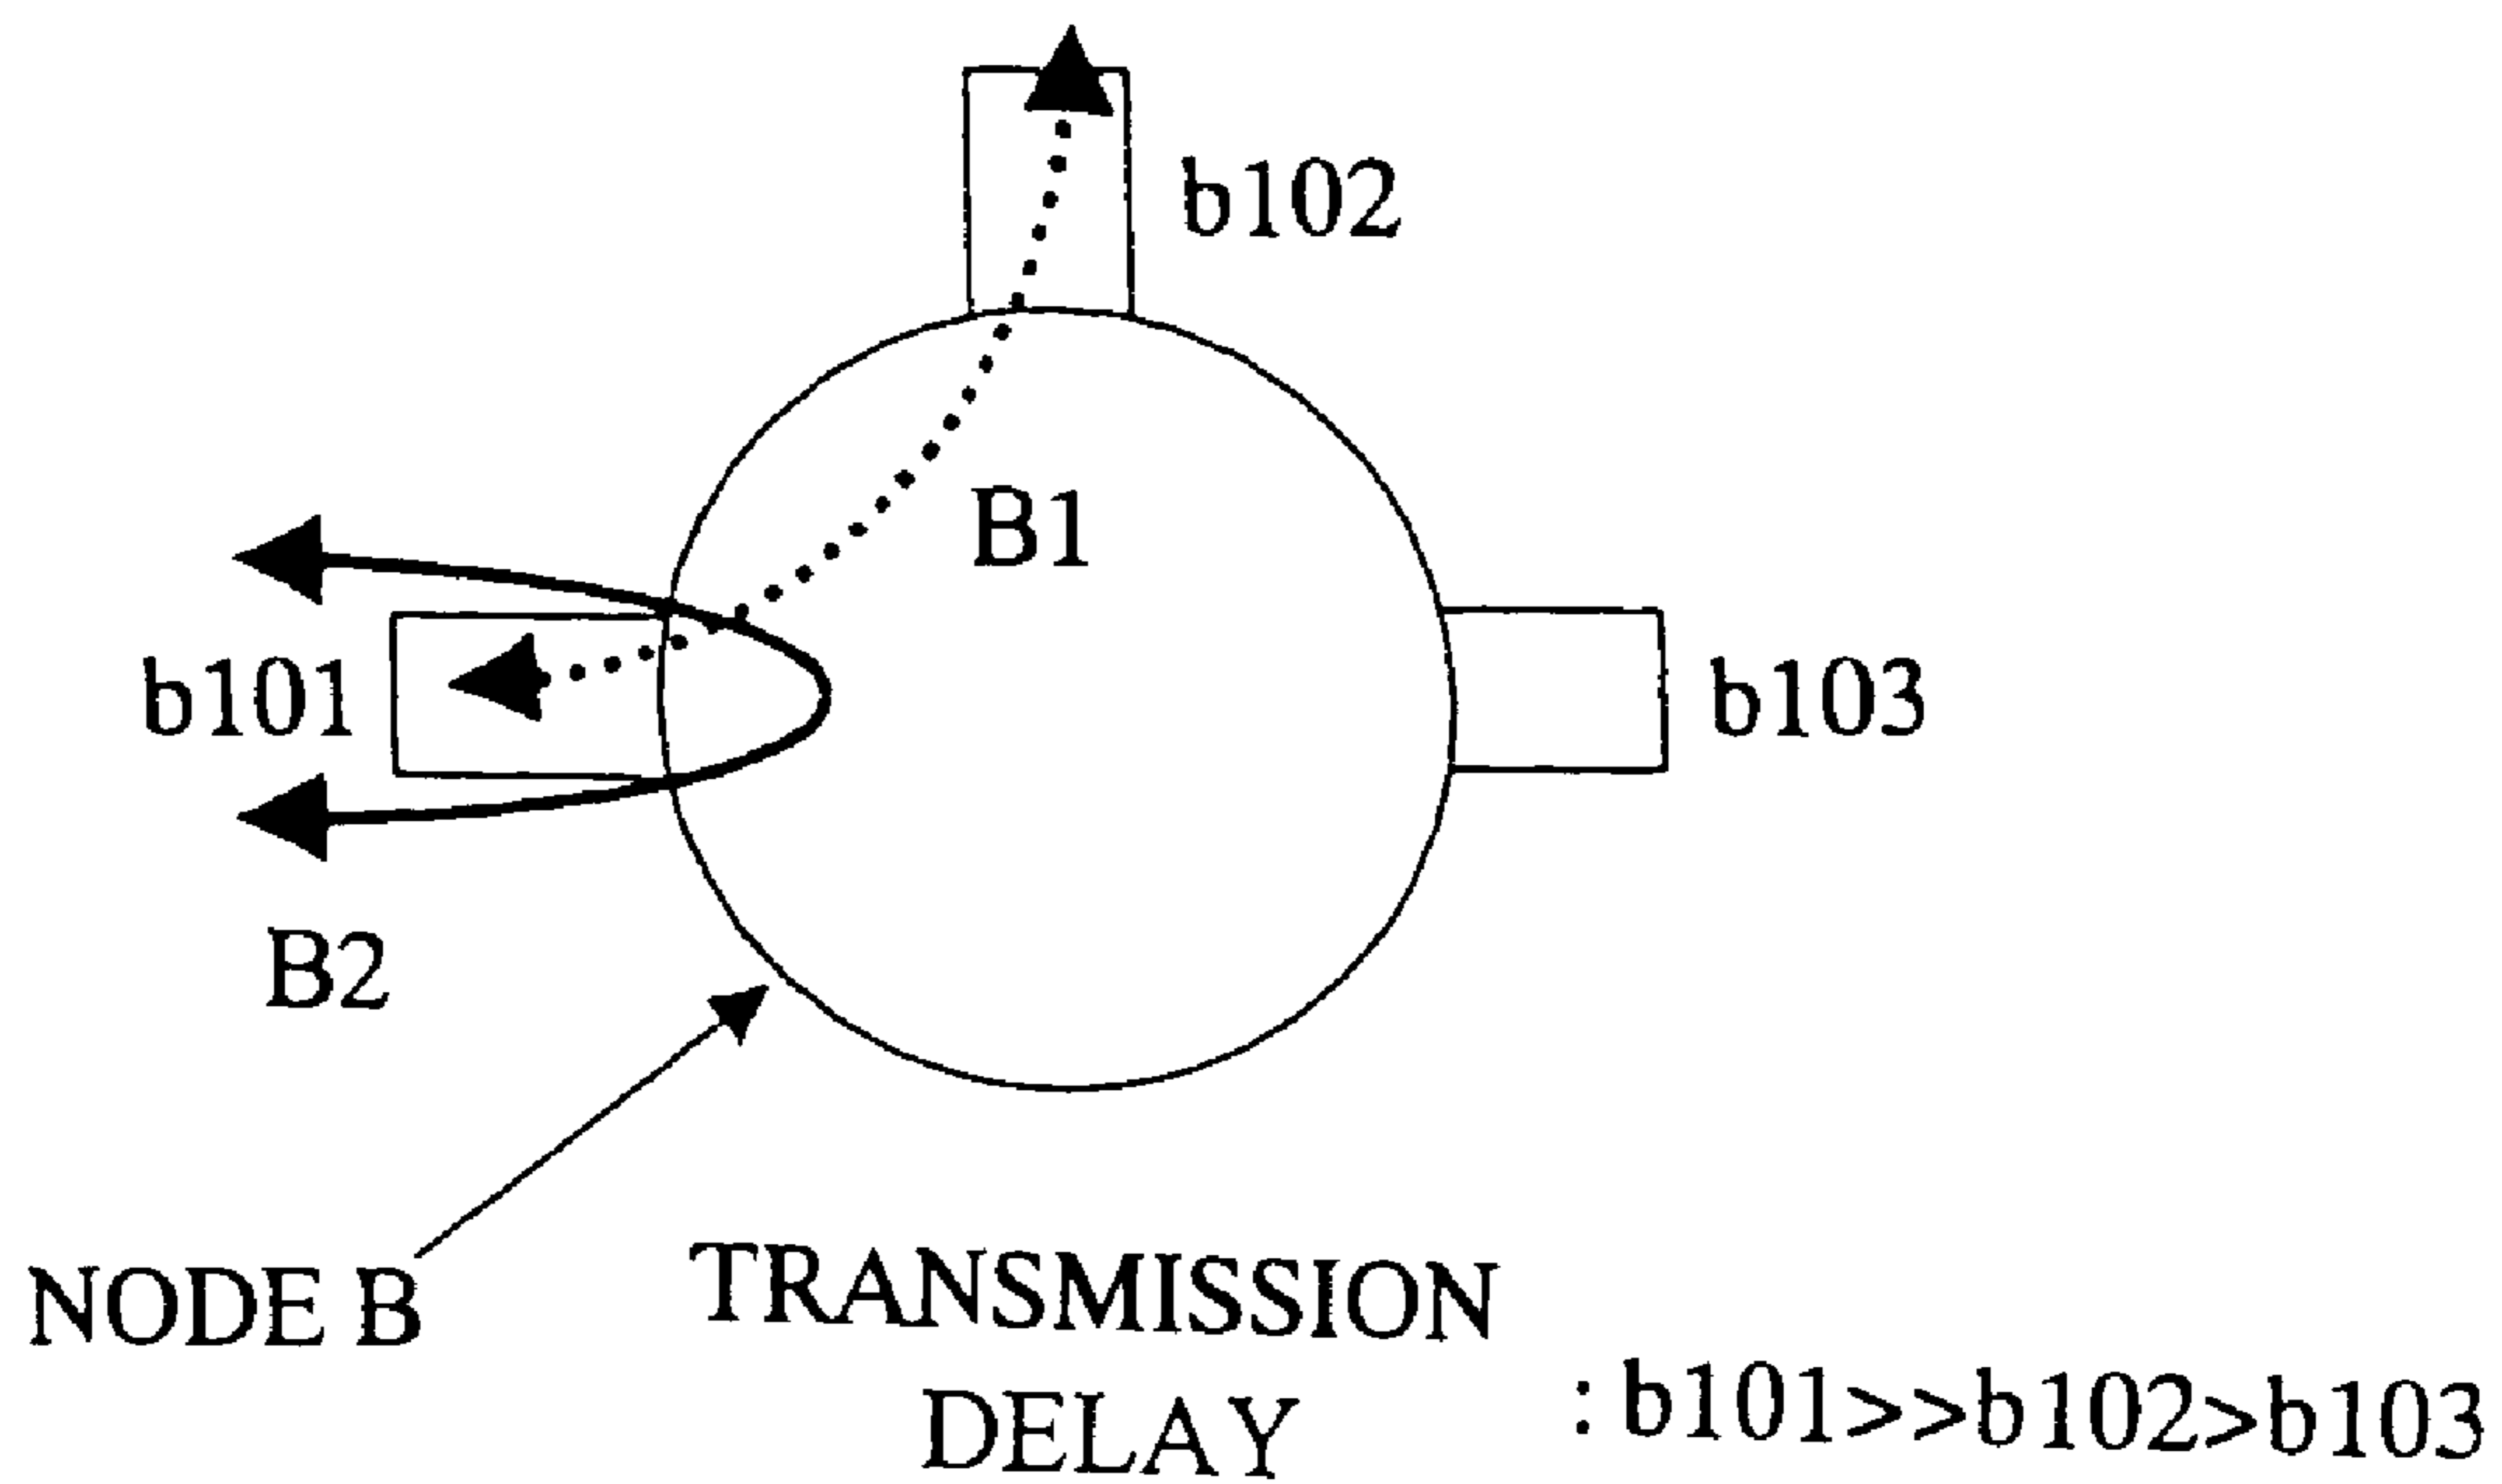 b102
B1
b101
b103
B2
NODE B
TRANSMISSION
DELAY
:b101>>b102>b103